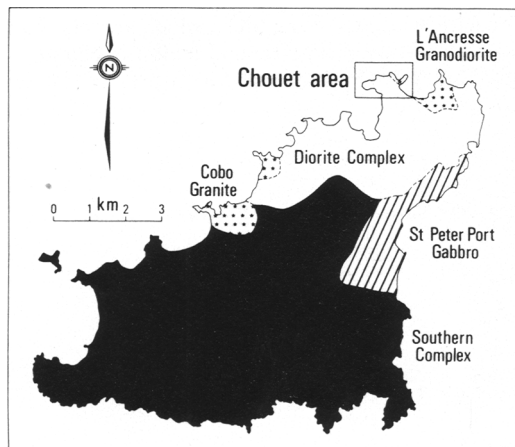 N
L'Ancresse
Granodiorite
Chouet area
Diorite Complex
Cobo
Granite
km
0 1 2 3
St Peter Port
Gabbro
Southern
Complex